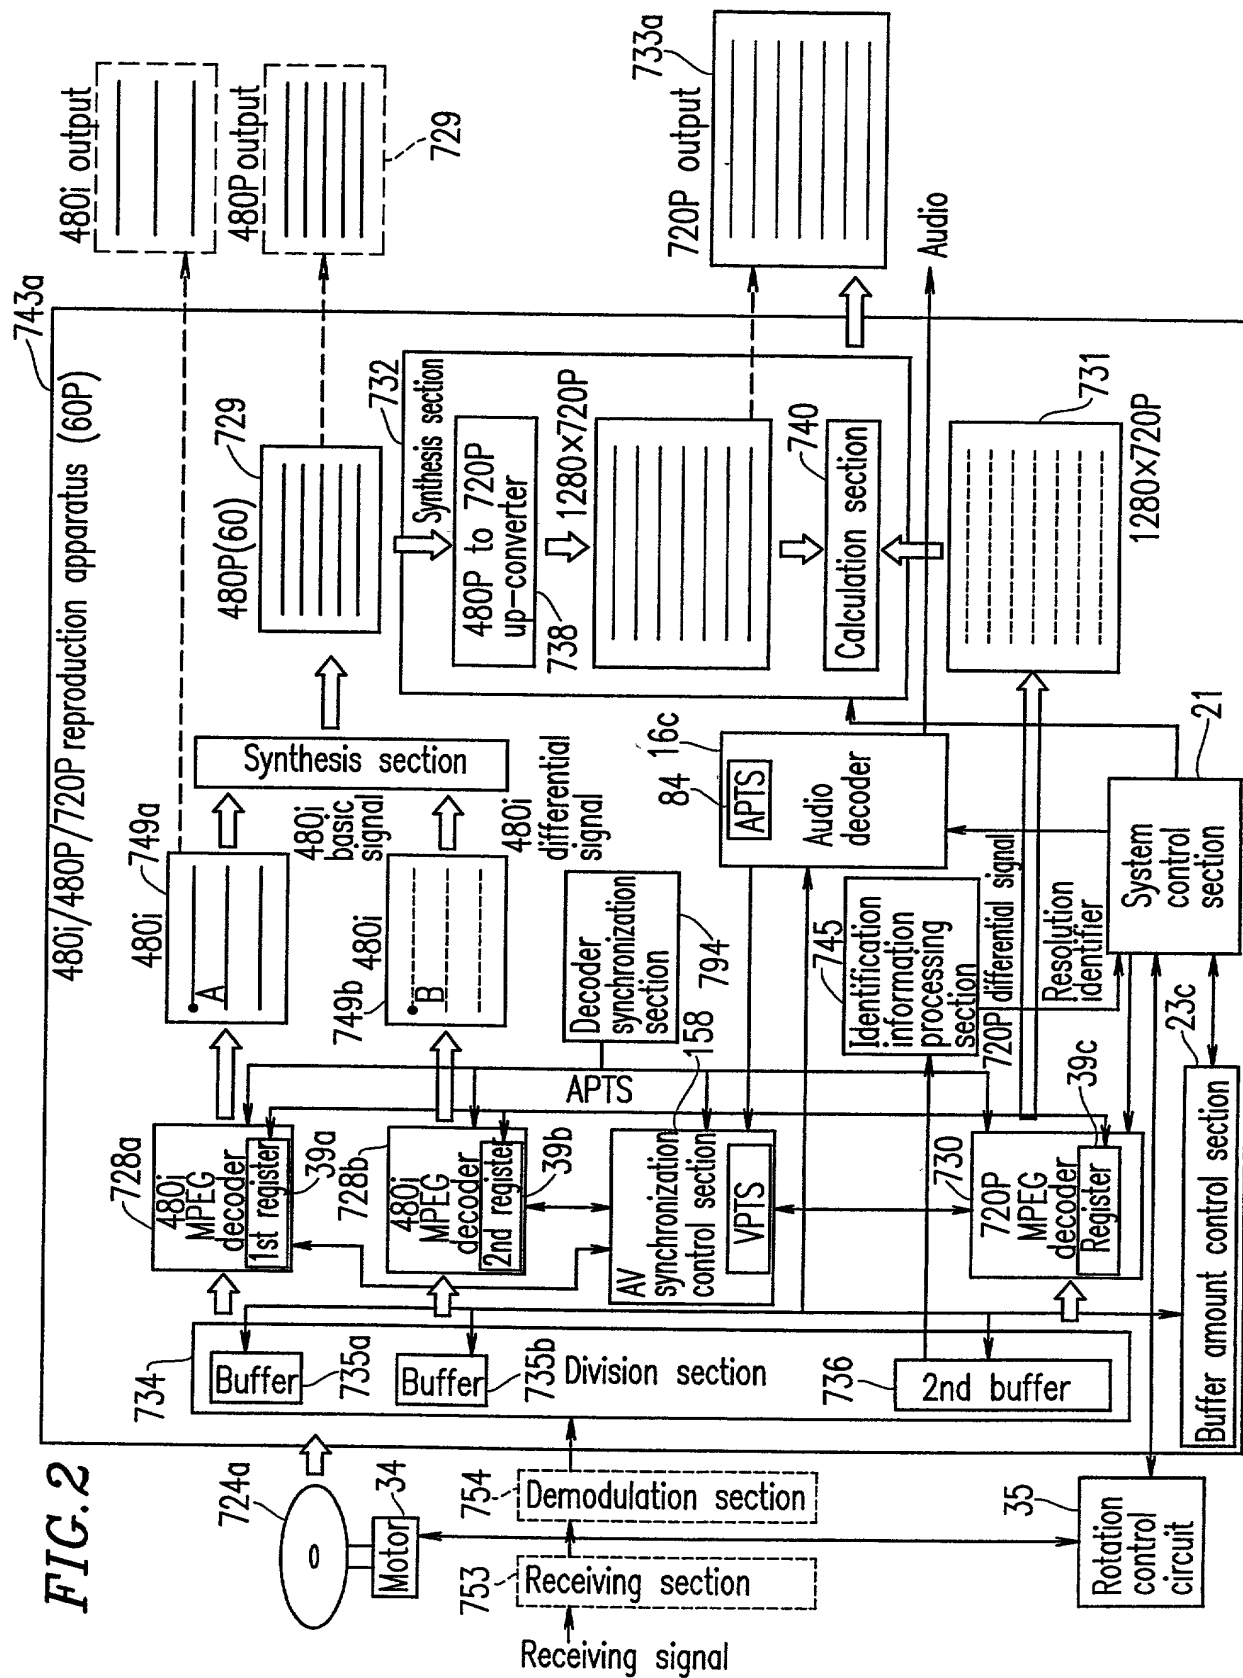 FIG.2
743a
480i/480P/720P reproduction apparatus (60P)
724a
34
Motor
753
Receiving section
Receiving signal
754
Demodulation section
35
Rotation
control
circuit
734
Buffer
735a
Buffer
735b
Division section
736
2nd buffer
728a
480i
MPEG
decoder
1st register
39a
728b
480i
MPEG
decoder
2nd register
39b
AV
synchronization
control section
VPTS
158
APTS
730
720P
MPEG
decoder
Register
39c
Buffer amount control section
23c
749a
480i
A
480i
basic
signal
749b
480i
B
480i
differential signal
Decoder
synchronization
section
794
745
Identification
information
processing
section
720P differential signal
Resolution
identifier
84
16c
APTS
Audio
decoder
System
control
section
21
Synthesis section
480P(60)
729
732
Synthesis section
480P to 720P
up-converter
738
1280×720P
740
Calculation section
731
1280×720P
480i output
480P output
729
720P output
733a
Audio